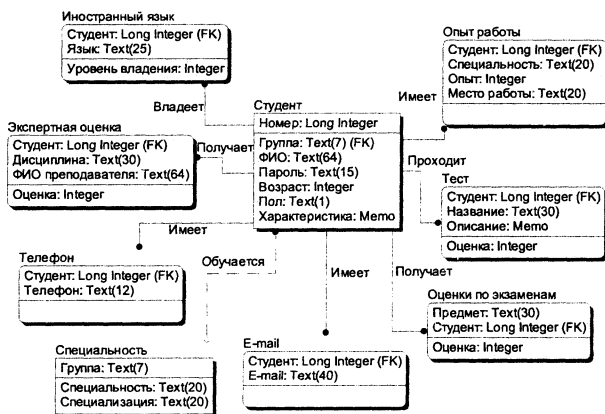 Иностранный язык
Студент: Long Integer (FK)
Язык: Text(25)
Уровень владения: Integer
Владеет
Опыт работы
Студент: Long Integer (FK)
Специальность: Text(20)
Опыт: Integer
Место работы: Text(20)
Имеет
Студент
Номер: Long Integer
Группа: Text(7) (FK)
ФИО: Text(64)
Пароль: Text(15)
Возраст: Integer
Пол: Text(1)
Характеристика: Memo
Экспертная оценка
Студент: Long Integer (FK)
Дисциплина: Text(30)
ФИО преподавателя: Text(64)
Оценка: Integer
Получает
Проходит
Тест
Студент: Long Integer (FK)
Название: Text(30)
Описание: Memo
Оценка: Integer
Имеет
Телефон
Студент: Long Integer (FK)
Телефон: Text(12)
Обучается
Имеет
Получает
Оценки по экзаменам
Предмет: Text(30)
Студент: Long Integer (FK)
Оценка: Integer
Специальность
Группа: Text(7)
Специальность: Text(20)
Специализация: Text(20)
E-mail
Студент: Long Integer (FK)
E-mail: Text(40)